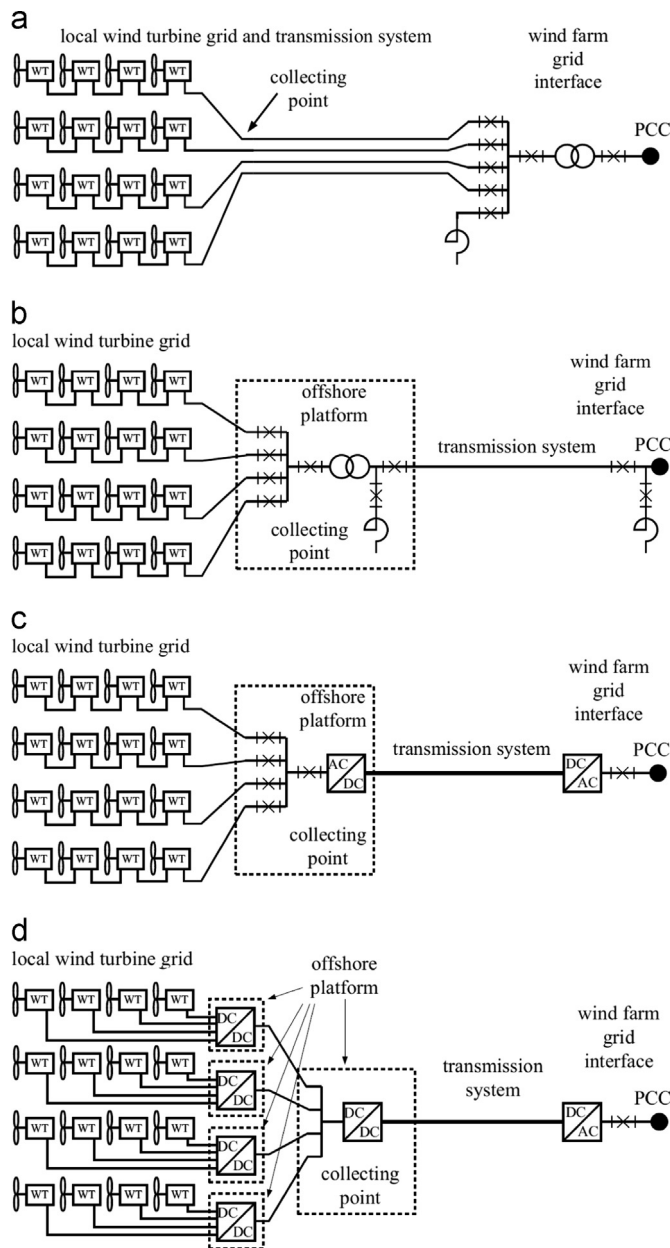 a
local wind turbine grid and transmission system
wind farm
grid
interface
collecting
point
PCC
WT WT WT WT
WT WT WT WT
WT WT WT WT
WT WT WT WT
b
local wind turbine grid
wind farm
grid
interface
offshore
platform
transmission system
PCC
collecting
point
WT WT WT WT
WT WT WT WT
WT WT WT WT
WT WT WT WT
c
local wind turbine grid
wind farm
grid
interface
offshore
platform
transmission system
PCC
AC
DC
DC
AC
collecting
point
WT WT WT WT
WT WT WT WT
WT WT WT WT
WT WT WT WT
d
local wind turbine grid
offshore
platform
wind farm
grid
interface
transmission
system
PCC
WT WT WT WT
DC
DC
WT WT WT WT
DC
DC
WT WT WT WT
DC
DC
WT WT WT WT
DC
DC
DC
DC
DC
AC
collecting
point